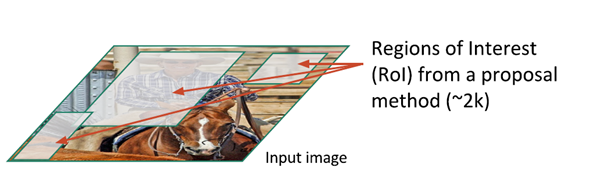 Regions of Interest
(RoI) from a proposal
method (~2k)
Input image